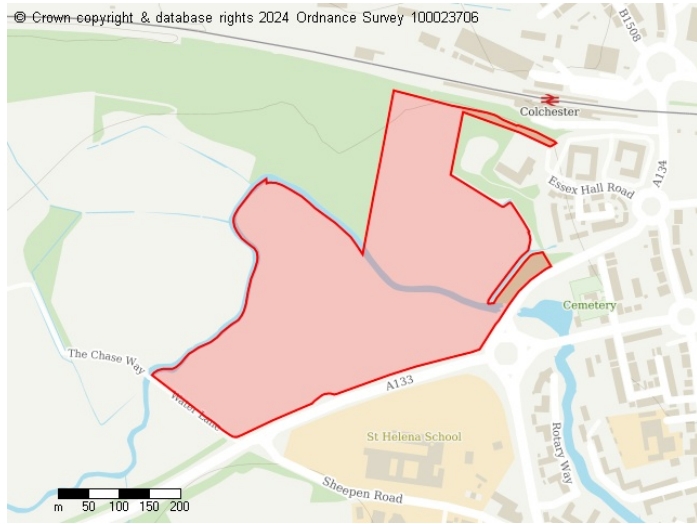 © Crown copyright & database rights 2024 Ordnance Survey 100023706
B1508
Colchester
A134
Essex Hall Road
Cemetery
The Chase Way
Water Lane
A133
St Helena School
Rotary Way
Sheepen Road
m 50 100 150 200